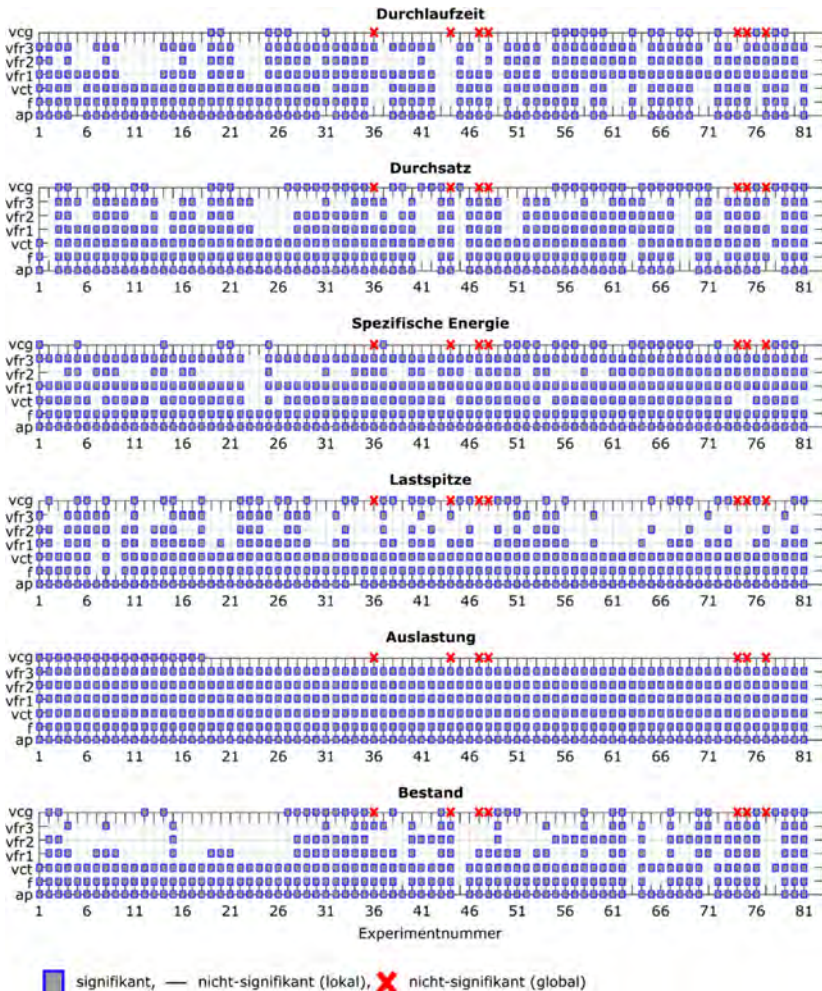 Durchlaufzeit
vcg
vfr3
vfr2
vfr1
vct
f
ap
1 6 11 16 21 26 31 36 41 46 51 56 61 66 71 76 81
Durchsatz
vcg
vfr3
vfr2
vfr1
vct
f
ap
1 6 11 16 21 26 31 36 41 46 51 56 61 66 71 76 81
Spezifische Energie
vcg
vfr3
vfr2
vfr1
vct
f
ap
1 6 11 16 21 26 31 36 41 46 51 56 61 66 71 76 81
Lastspitze
vcg
vfr3
vfr2
vfr1
vct
f
ap
1 6 11 16 21 26 31 36 41 46 51 56 61 66 71 76 81
Auslastung
vcg
vfr3
vfr2
vfr1
vct
f
ap
1 6 11 16 21 26 31 36 41 46 51 56 61 66 71 76 81
Bestand
vcg
vfr3
vfr2
vfr1
vct
f
ap
1 6 11 16 21 26 31 36 41 46 51 56 61 66 71 76 81
Experimentnummer
signifikant, — nicht-signifikant (lokal), nicht-signifikant (global)